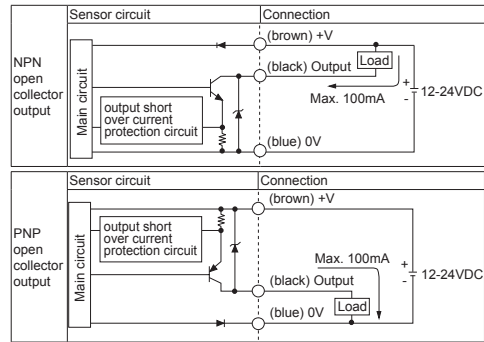 Sensor circuit
Connection
NPN
open
collector
output
Main circuit
output short
over current
protection circuit
(brown) +V
(black) Output
Load
Max. 100mA
+
-
12-24VDC
(blue) 0V
Sensor circuit
Connection
PNP
open
collector
output
Main circuit
output short
over current
protection circuit
(brown) +V
Max. 100mA
+
-
12-24VDC
(black) Output
Load
(blue) 0V